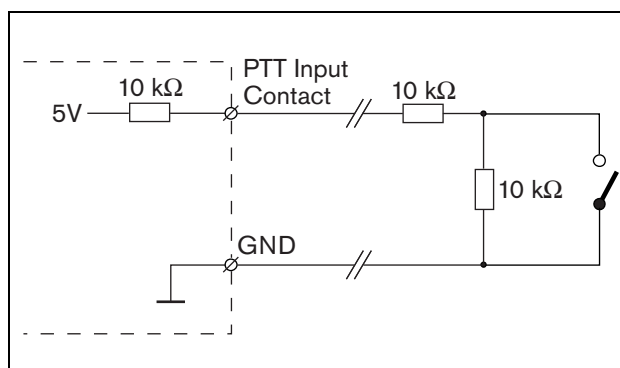 PTT Input
Contact
10 kΩ
10 kΩ
5V
10 kΩ
GND